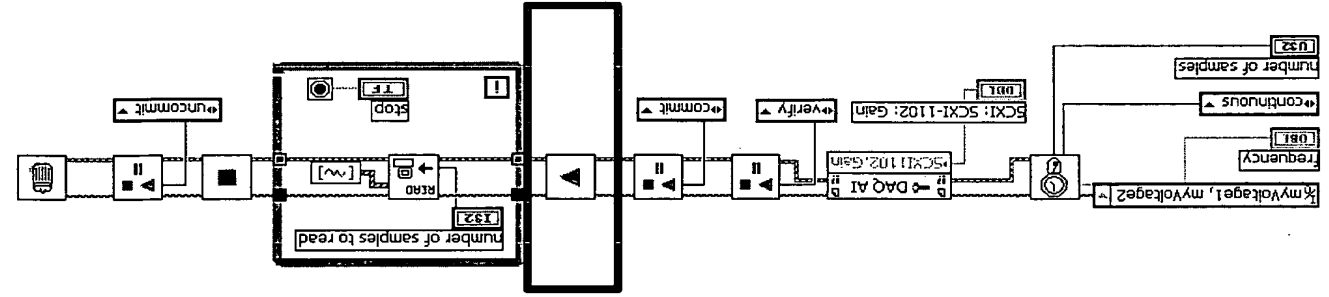 myVoltage1, myVoltage2
frequency
DBL
continuous
number of samples
U32
DAQ AI
SCXI1102.Gain
SCXI: SCXI-1102: Gain
DBL
verify
commit
number of samples to read
I32
READ
stop
TF
i
uncommit